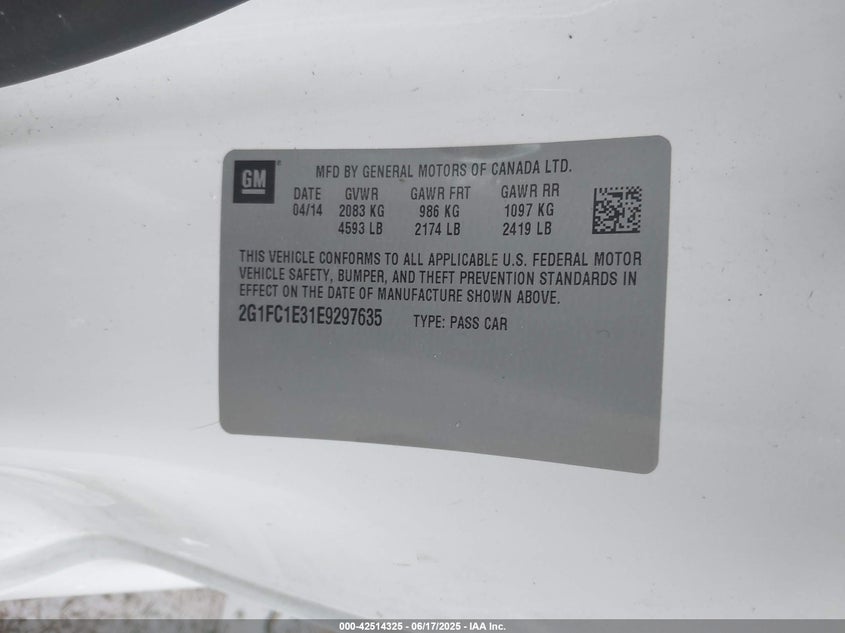 GM
MFD BY GENERAL MOTORS OF CANADA LTD.
DATE GVWR GAWR FRT GAWR RR
04/14 2083 KG 986 KG 1097 KG
4593 LB 2174 LB 2419 LB
THIS VEHICLE CONFORMS TO ALL APPLICABLE U.S. FEDERAL MOTOR
VEHICLE SAFETY, BUMPER, AND THEFT PREVENTION STANDARDS IN
EFFECT ON THE DATE OF MANUFACTURE SHOWN ABOVE.
2G1FC1E31E9297635 TYPE: PASS CAR
000-42514325 - 06/17/2025 - IAA Inc.